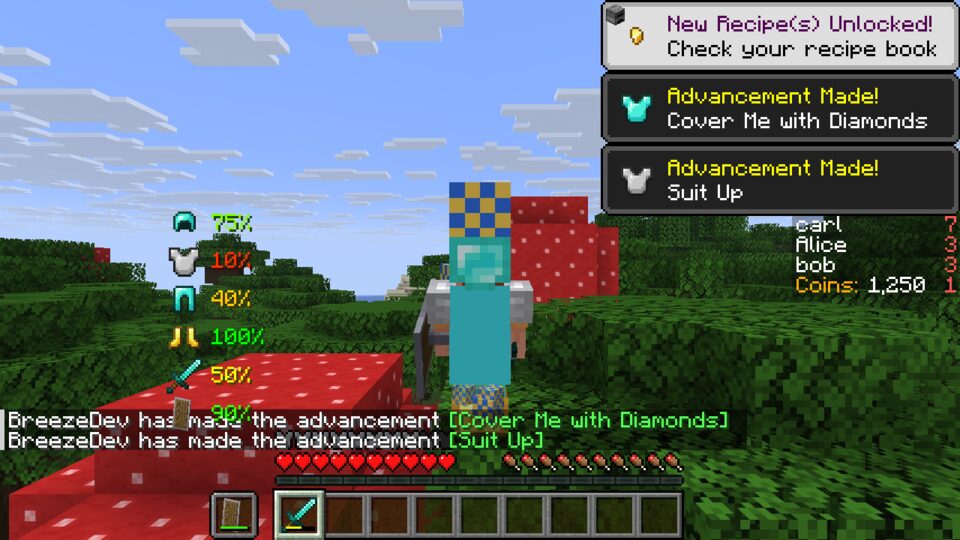 New Recipe(s) Unlocked!
Check your recipe book
Advancement Made!
Cover Me with Diamonds
Advancement Made!
Suit Up
carl 7
Alice 3
bob 3
Coins: 1,250 1
75%
10%
40%
100%
50%
90%
BreezeDev has made the advancement [Cover Me with Diamonds]
BreezeDev has made the advancement [Suit Up]